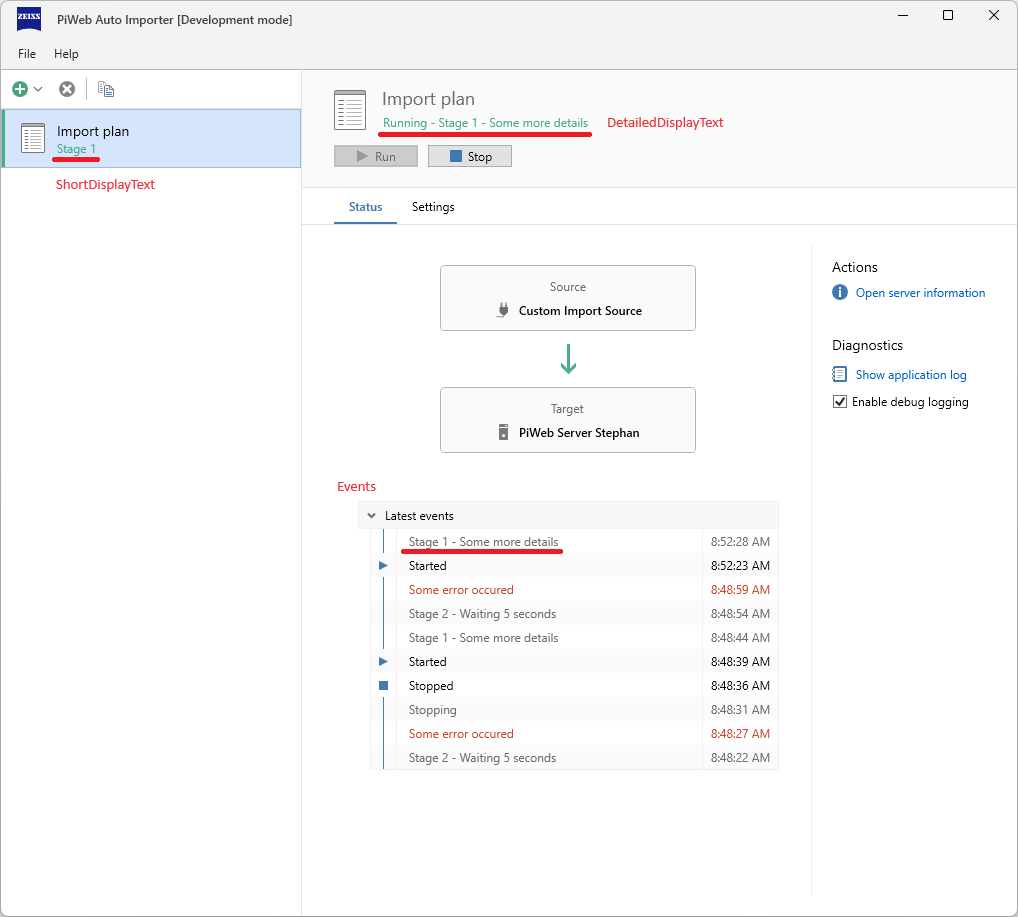 ZEISS
PiWeb Auto Importer [Development mode]
File Help
Import plan
Stage 1
ShortDisplayText
Import plan
Running - Stage 1 - Some more details
DetailedDisplayText
Run
Stop
Status
Settings
Source
Custom Import Source
Target
PiWeb Server Stephan
Events
Latest events
Stage 1 - Some more details 8:52:28 AM
Started 8:52:23 AM
Some error occured 8:48:59 AM
Stage 2 - Waiting 5 seconds 8:48:54 AM
Stage 1 - Some more details 8:48:44 AM
Started 8:48:39 AM
Stopped 8:48:36 AM
Stopping 8:48:31 AM
Some error occured 8:48:27 AM
Stage 2 - Waiting 5 seconds 8:48:22 AM
Actions
Open server information
Diagnostics
Show application log
Enable debug logging